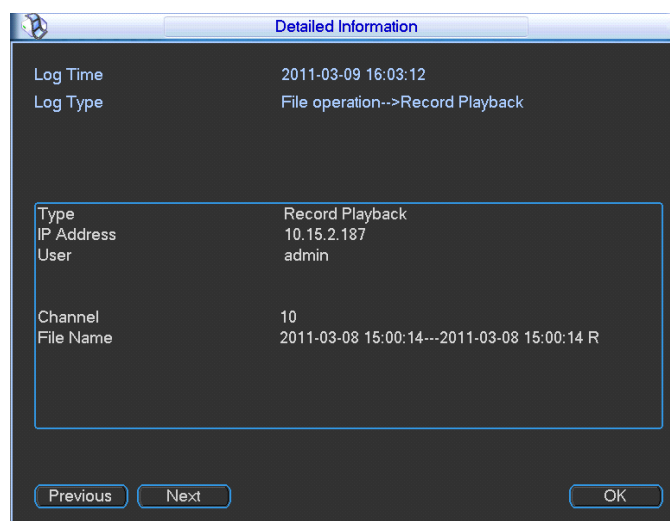 Detailed Information
Log Time 2011-03-09 16:03:12
Log Type File operation-->Record Playback
Type Record Playback
IP Address 10.15.2.187
User admin
Channel 10
File Name 2011-03-08 15:00:14---2011-03-08 15:00:14 R
Previous Next OK